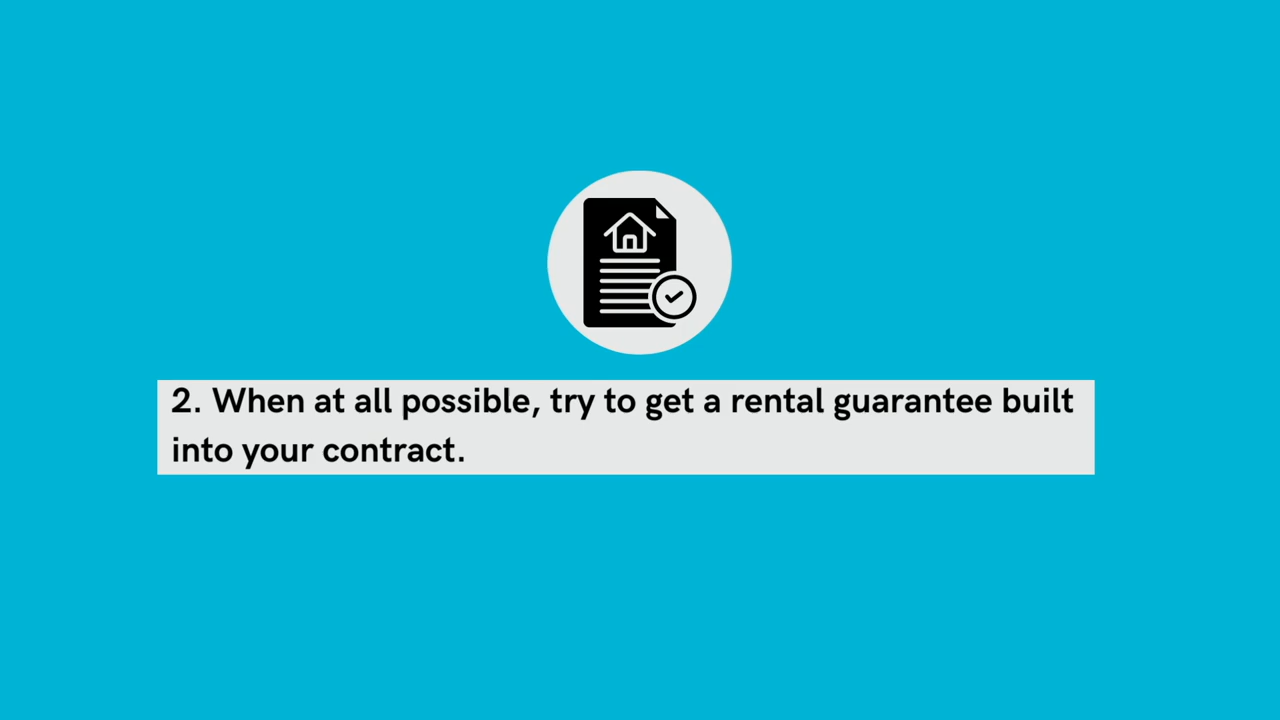 2. When at all possible, try to get a rental guarantee built
into your contract.